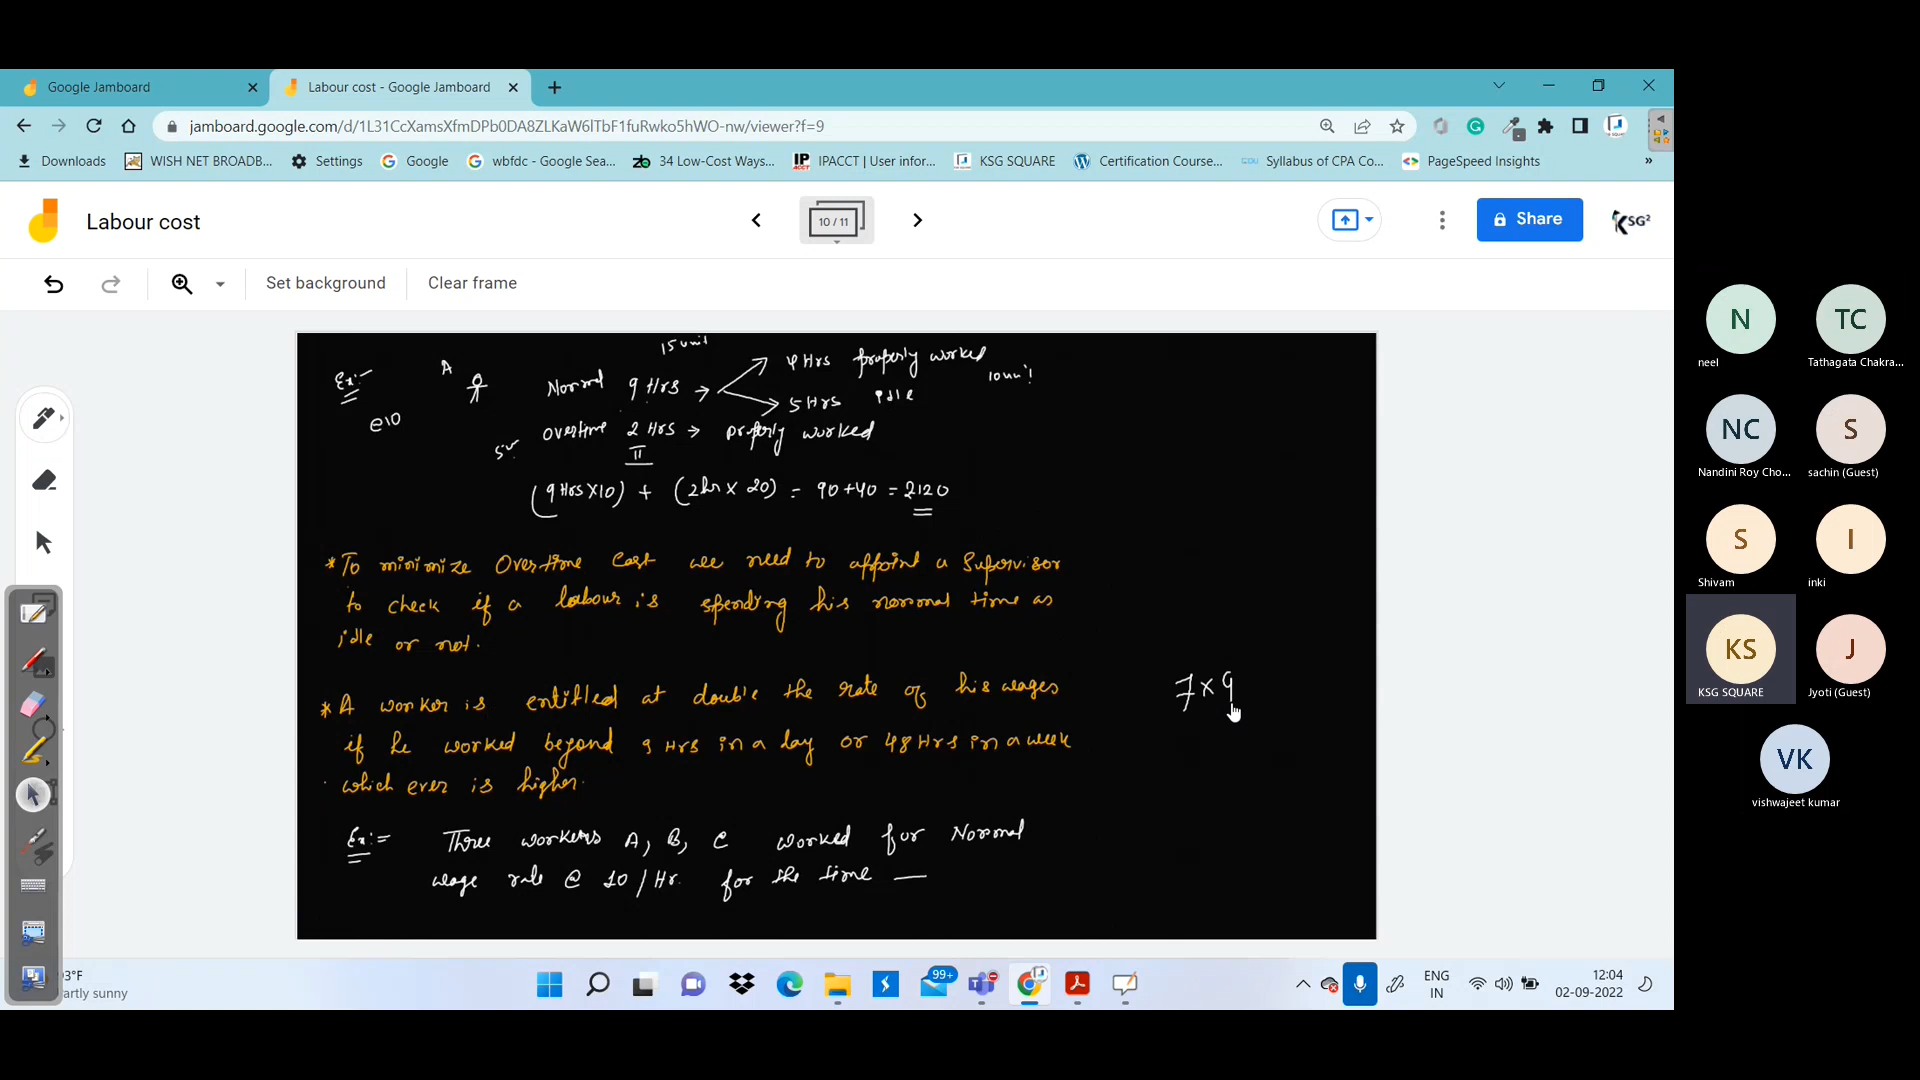 Google Jamboard
Labour cost - Google Jamboard
jamboard.google.com/d/1L31CcXamsXfmDPb0DA8ZLKaW6lTbF1fuRwko5hWO-nw/viewer?f=9
Downloads WISH NET BROADB... Settings Google wbfdc - Google Sea... 34 Low-Cost Ways... IPACCT | User infor... KSG SQUARE Certification Course... Syllabus of CPA Co... PageSpeed Insights »
Labour cost
10 / 11
Share
KSG²
Set background
Clear frame
15 unit
Ex:- A Normal 9 Hrs → 4 Hrs properly worked
10 unit
@10
5 Hrs idle
Overtime 2 Hrs → properly worked
(9 Hrs×10) + (2hr × 20) = 90+40 = 2120
* To minimize Overtime Cost we need to appoint a Supervisor
to check if a labour is spending his normal time as
idle or not.
* A worker is entitled at double the rate of his wages
if he worked beyond 9 Hrs in a day or 48 Hrs in a week
which ever is higher.
7 × 9
Ex:= Three workers A, B, C worked for Normal
wage rate @ 10 / Hr. for the time —
N
neel
TC
Tathagata Chakra...
NC
Nandini Roy Cho...
S
sachin (Guest)
S
Shivam
I
inki
KS
KSG SQUARE
J
Jyoti (Guest)
VK
vishwajeet kumar
93°F
artly sunny
99+
ENG
IN
12:04
02-09-2022